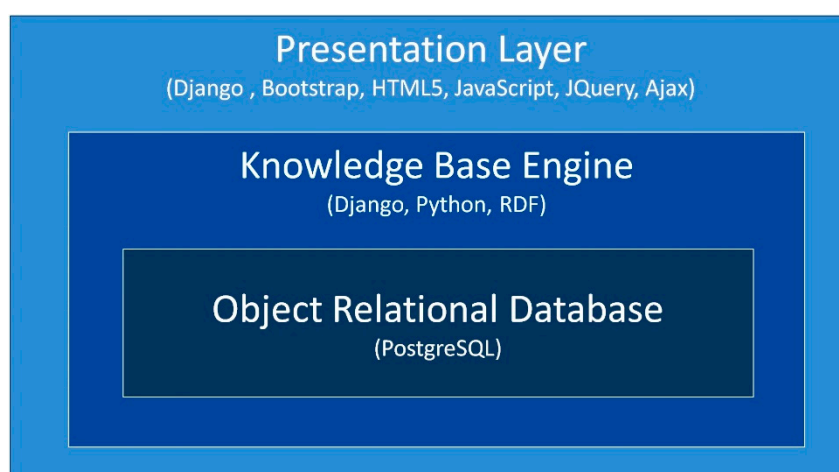 Presentation Layer
(Django , Bootstrap, HTML5, JavaScript, JQuery, Ajax)
Knowledge Base Engine
(Django, Python, RDF)
Object Relational Database
(PostgreSQL)